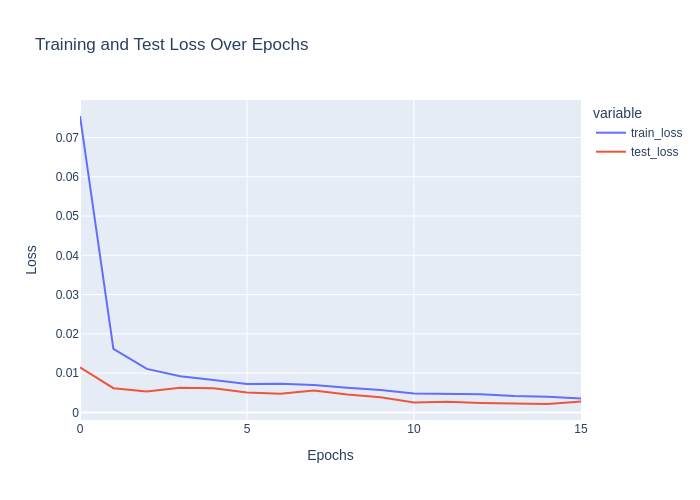 Training and Test Loss Over Epochs
variable
train_loss
test_loss
0.07
0.06
0.05
0.04
0.03
0.02
0.01
0
Loss
0 5 10 15
Epochs